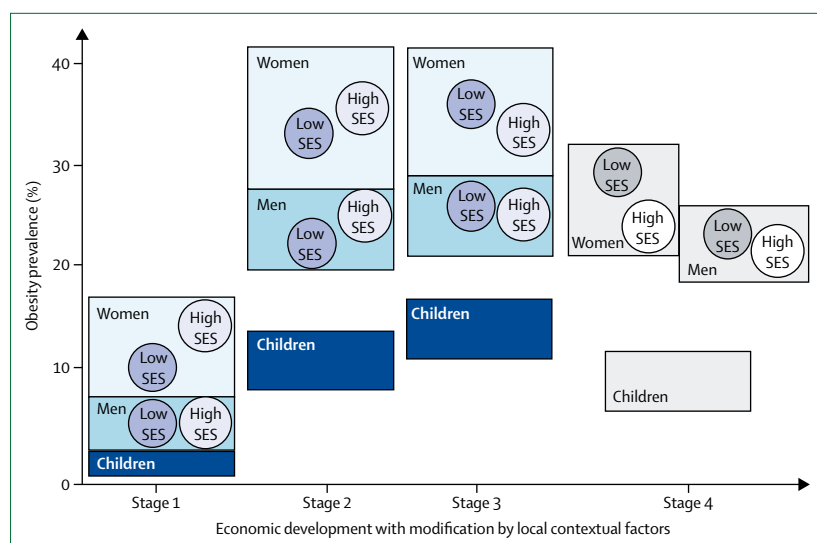 Obesity prevalence (%)
40
30
20
10
0
Women
High
SES
Low
SES
Men
Low
SES
High
SES
Children
Women
High
SES
Low
SES
Men
High
SES
Low
SES
Children
Women
Low
SES
High
SES
Men
Low
SES
High
SES
Children
Low
SES
High
SES
Women
Low
SES
High
SES
Men
Children
Stage 1
Stage 2
Stage 3
Stage 4
Economic development with modification by local contextual factors